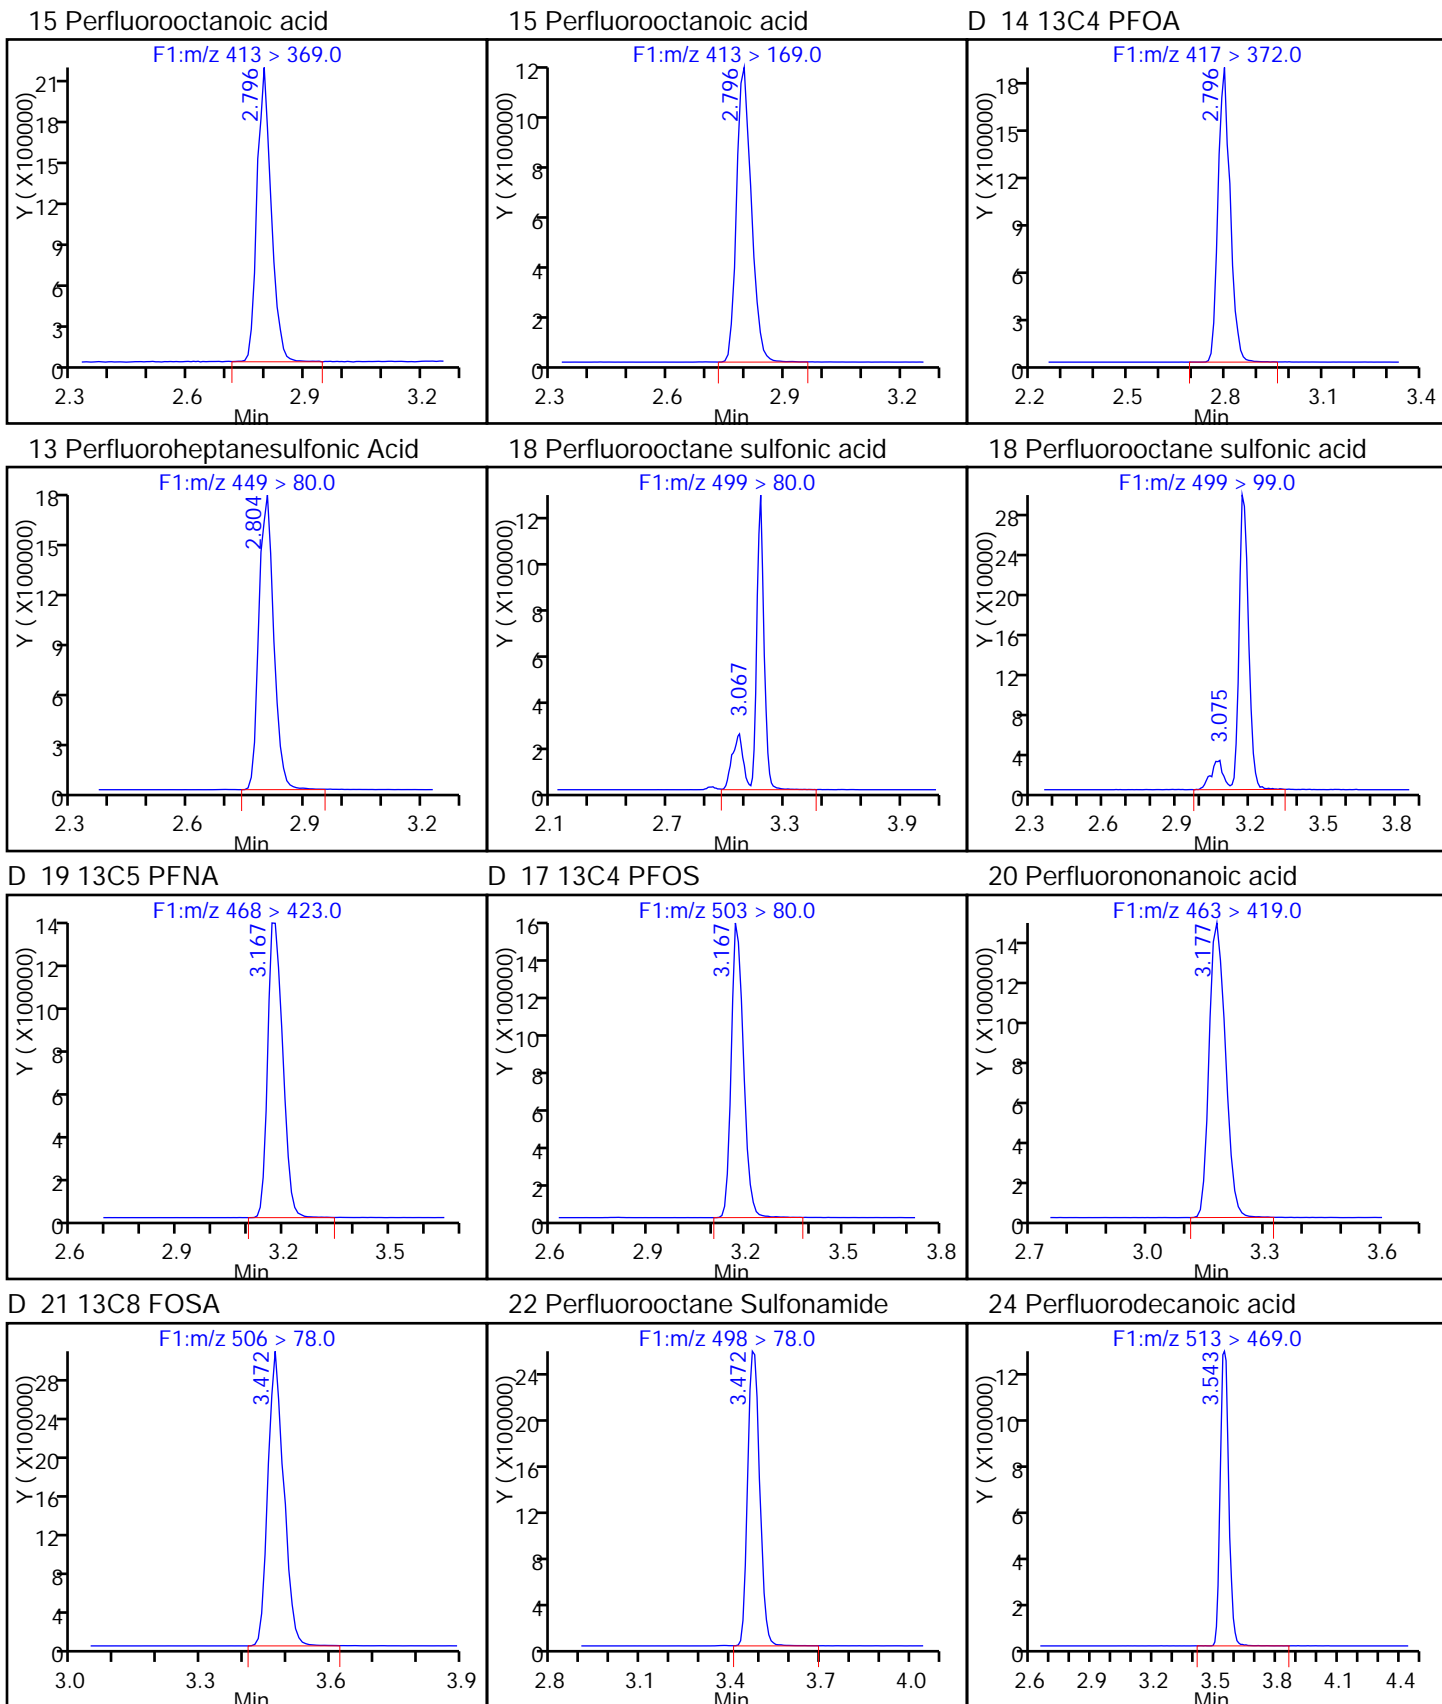 15 Perfluorooctanoic acid
F1:m/z 413 > 369.0
Y ( X100000)
21
18
15
12
9
6
3
0
2.796
2.3 2.6 2.9 3.2
Min
15 Perfluorooctanoic acid
F1:m/z 413 > 169.0
Y ( X100000)
12
10
8
6
4
2
0
2.796
2.3 2.6 2.9 3.2
Min
D 14 13C4 PFOA
F1:m/z 417 > 372.0
Y ( X100000)
18
15
12
9
6
3
0
2.796
2.2 2.5 2.8 3.1 3.4
Min
13 Perfluoroheptanesulfonic Acid
F1:m/z 449 > 80.0
Y ( X100000)
18
15
12
9
6
3
0
2.804
2.3 2.6 2.9 3.2
Min
18 Perfluorooctane sulfonic acid
F1:m/z 499 > 80.0
Y ( X100000)
12
10
8
6
4
2
0
3.067
2.1 2.7 3.3 3.9
Min
18 Perfluorooctane sulfonic acid
F1:m/z 499 > 99.0
Y ( X100000)
28
24
20
16
12
8
4
0
3.075
2.3 2.6 2.9 3.2 3.5 3.8
Min
D 19 13C5 PFNA
F1:m/z 468 > 423.0
Y ( X100000)
14
12
10
8
6
4
2
0
3.167
2.6 2.9 3.2 3.5
Min
D 17 13C4 PFOS
F1:m/z 503 > 80.0
Y ( X100000)
16
14
12
10
8
6
4
2
0
3.167
2.6 2.9 3.2 3.5 3.8
Min
20 Perfluorononanoic acid
F1:m/z 463 > 419.0
Y ( X100000)
14
12
10
8
6
4
2
0
3.177
2.7 3.0 3.3 3.6
Min
D 21 13C8 FOSA
F1:m/z 506 > 78.0
Y ( X100000)
28
24
20
16
12
8
4
0
3.472
3.0 3.3 3.6 3.9
Min
22 Perfluorooctane Sulfonamide
F1:m/z 498 > 78.0
Y ( X100000)
24
20
16
12
8
4
0
3.472
2.8 3.1 3.4 3.7 4.0
Min
24 Perfluorodecanoic acid
F1:m/z 513 > 469.0
Y ( X100000)
12
10
8
6
4
2
0
3.543
2.6 2.9 3.2 3.5 3.8 4.1 4.4
Min